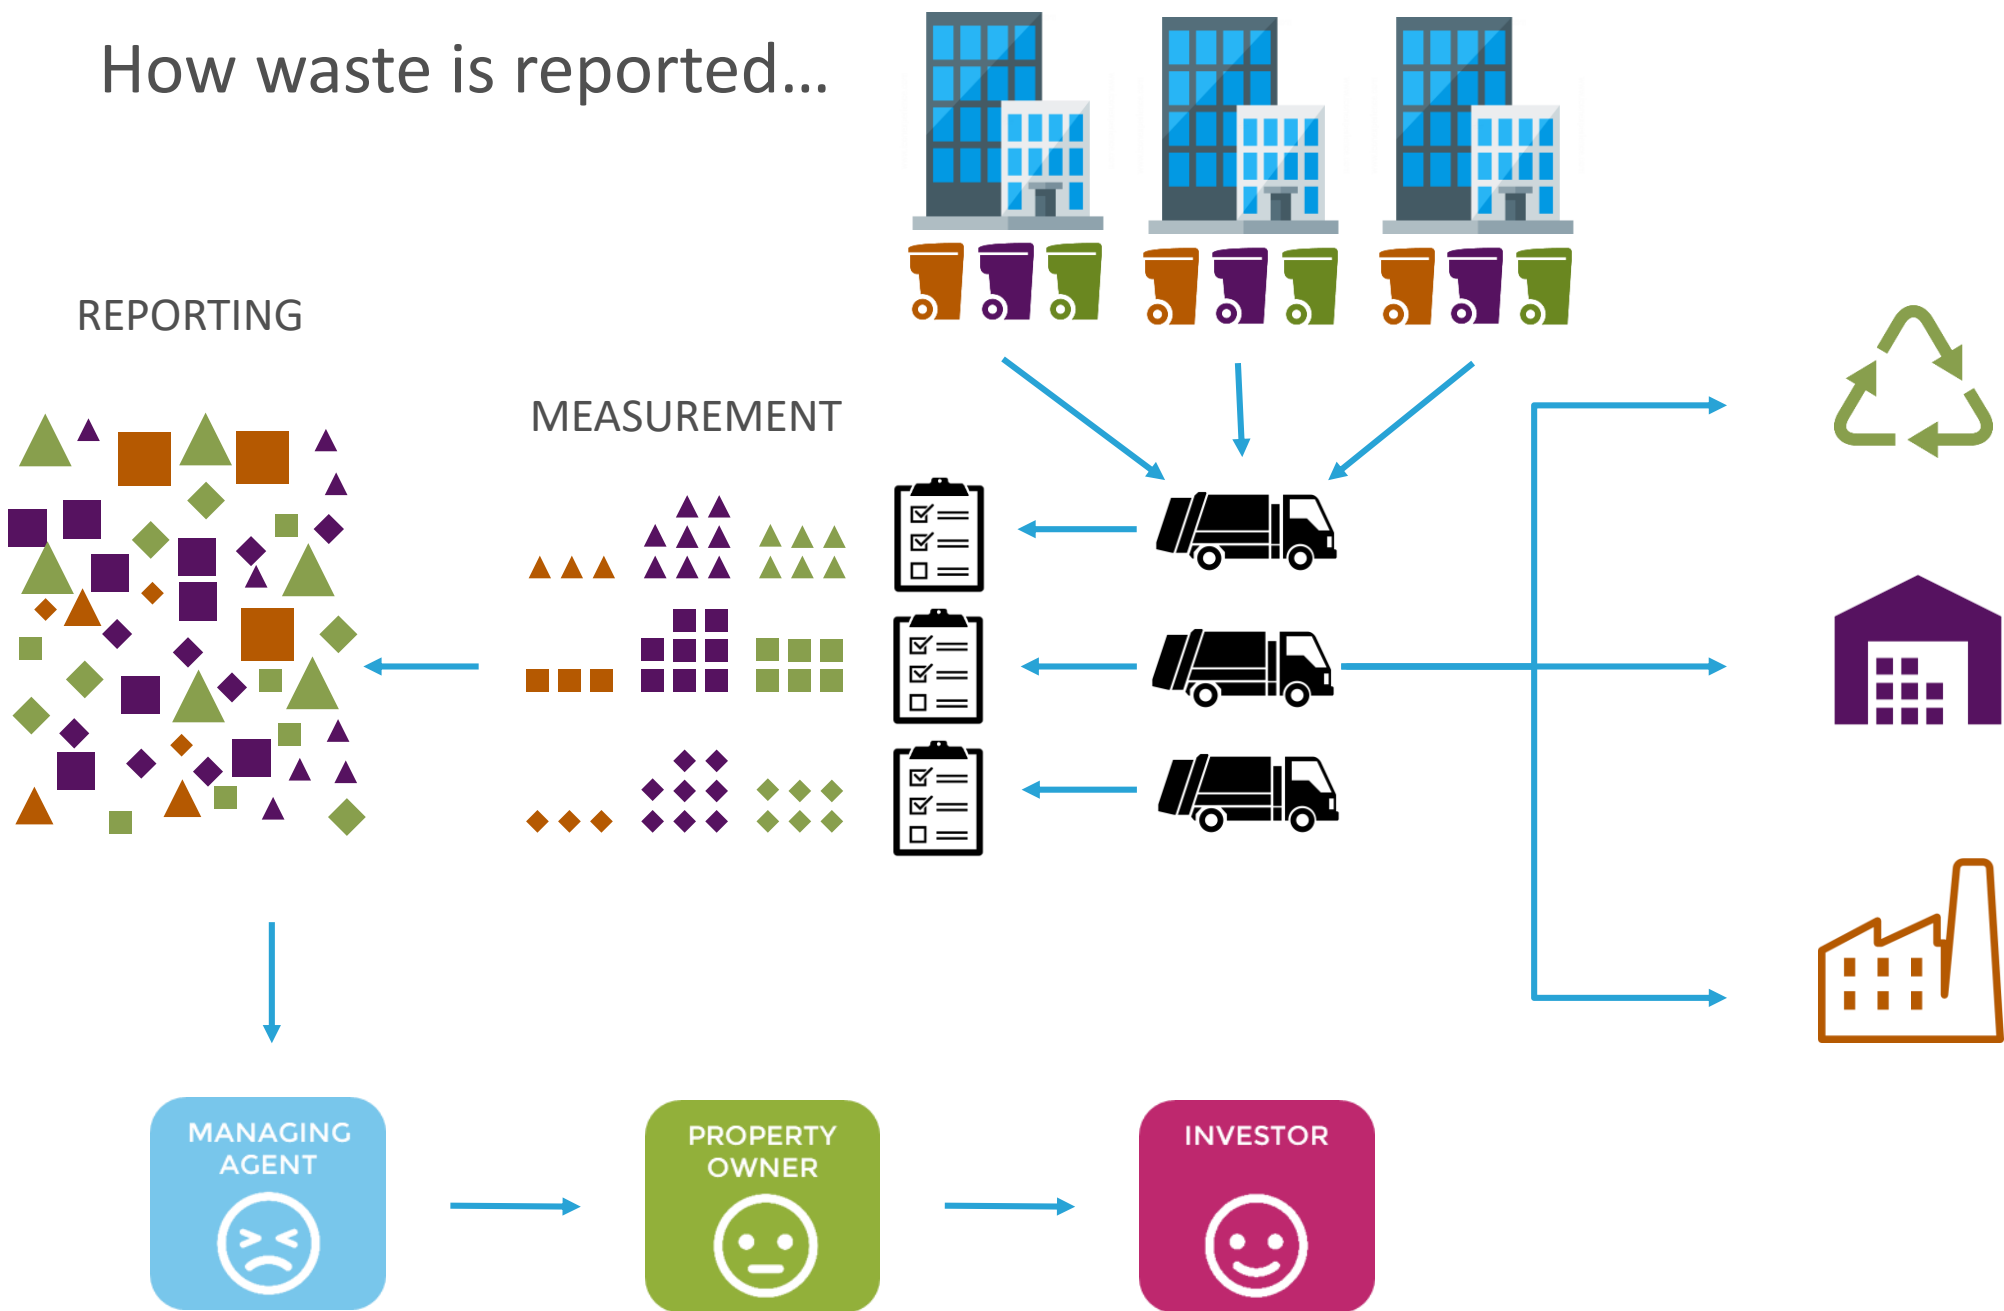 How waste is reported...
REPORTING
MEASUREMENT
MANAGING
AGENT
PROPERTY
OWNER
INVESTOR